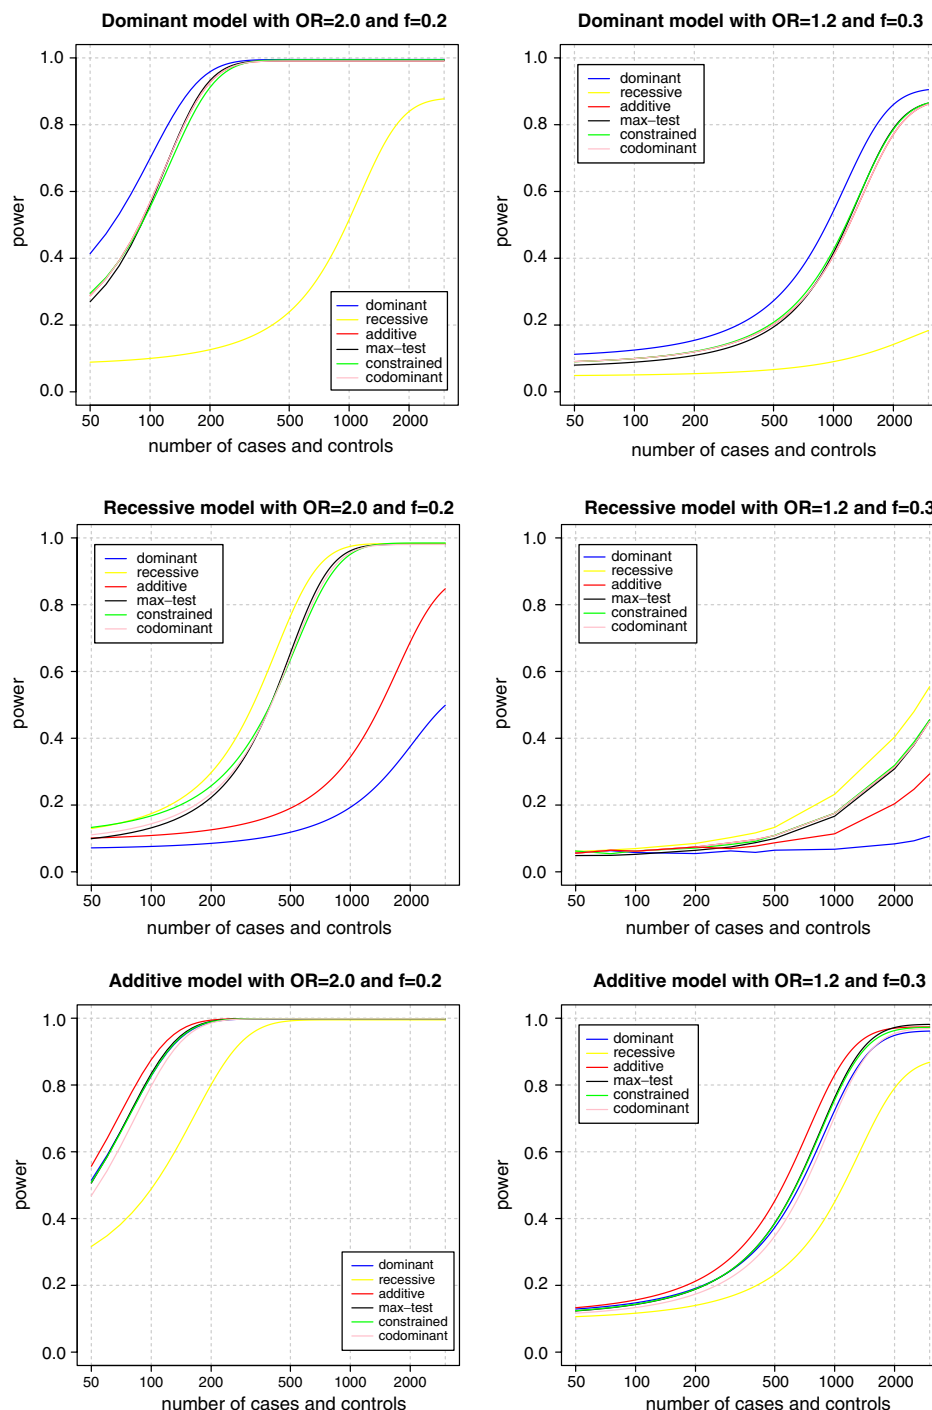 Dominant model with OR=2.0 and f=0.2
power
1.0
0.8
0.6
0.4
0.2
0.0
dominant
recessive
additive
max−test
constrained
codominant
50 100 200 500 1000 2000
number of cases and controls
Dominant model with OR=1.2 and f=0.3
power
1.0
0.8
0.6
0.4
0.2
0.0
dominant
recessive
additive
max−test
constrained
codominant
50 100 200 500 1000 2000
number of cases and controls
Recessive model with OR=2.0 and f=0.2
power
1.0
0.8
0.6
0.4
0.2
0.0
dominant
recessive
additive
max−test
constrained
codominant
50 100 200 500 1000 2000
number of cases and controls
Recessive model with OR=1.2 and f=0.3
power
1.0
0.8
0.6
0.4
0.2
0.0
dominant
recessive
additive
max−test
constrained
codominant
50 100 200 500 1000 2000
number of cases and controls
Additive model with OR=2.0 and f=0.2
power
1.0
0.8
0.6
0.4
0.2
0.0
dominant
recessive
additive
max−test
constrained
codominant
50 100 200 500 1000 2000
number of cases and controls
Additive model with OR=1.2 and f=0.3
power
1.0
0.8
0.6
0.4
0.2
0.0
dominant
recessive
additive
max−test
constrained
codominant
50 100 200 500 1000 2000
number of cases and controls